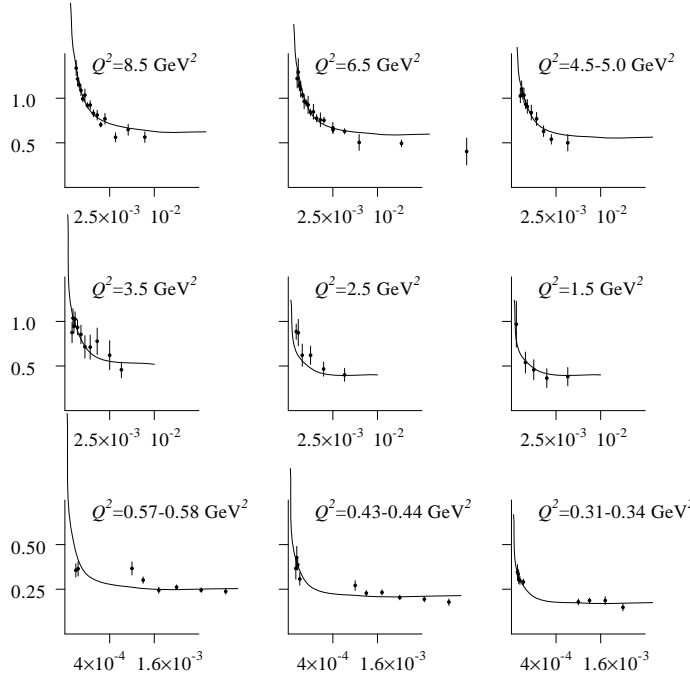 Q²=8.5 GeV² Q²=6.5 GeV² Q²=4.5-5.0 GeV²
1.0
0.5
2.5×10⁻³ 10⁻² 2.5×10⁻³ 10⁻² 2.5×10⁻³ 10⁻²
Q²=3.5 GeV² Q²=2.5 GeV² Q²=1.5 GeV²
1.0
0.5
2.5×10⁻³ 10⁻² 2.5×10⁻³ 10⁻² 2.5×10⁻³ 10⁻²
Q²=0.57-0.58 GeV² Q²=0.43-0.44 GeV² Q²=0.31-0.34 GeV²
0.50
0.25
4×10⁻⁴ 1.6×10⁻³ 4×10⁻⁴ 1.6×10⁻³ 4×10⁻⁴ 1.6×10⁻³